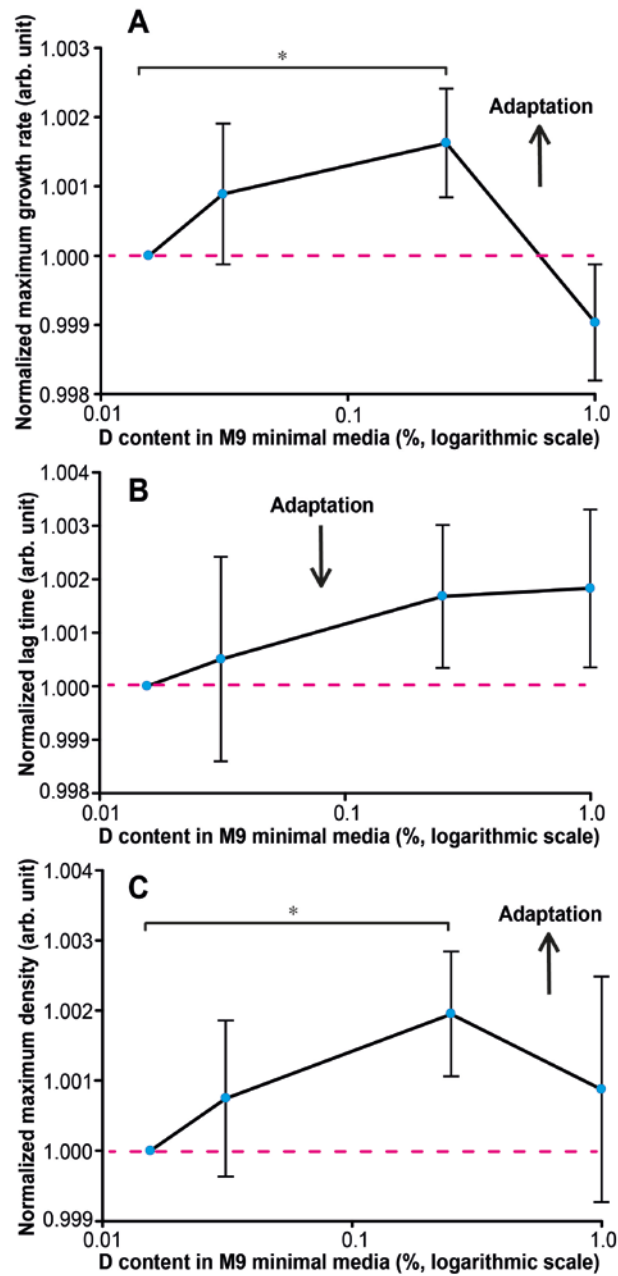 A
Normalized maximum growth rate (arb. unit)
1.003
1.002
1.001
1.000
0.999
0.998
*
Adaptation
0.01
0.1
1.0
D content in M9 minimal media (%, logarithmic scale)
B
Normalized lag time (arb. unit)
1.004
1.003
1.002
1.001
1.000
0.999
0.998
Adaptation
0.01
0.1
1.0
D content in M9 minimal media (%, logarithmic scale)
C
Normalized maximum density (arb. unit)
1.004
1.003
1.002
1.001
1.000
0.999
*
Adaptation
0.01
0.1
1.0
D content in M9 minimal media (%, logarithmic scale)